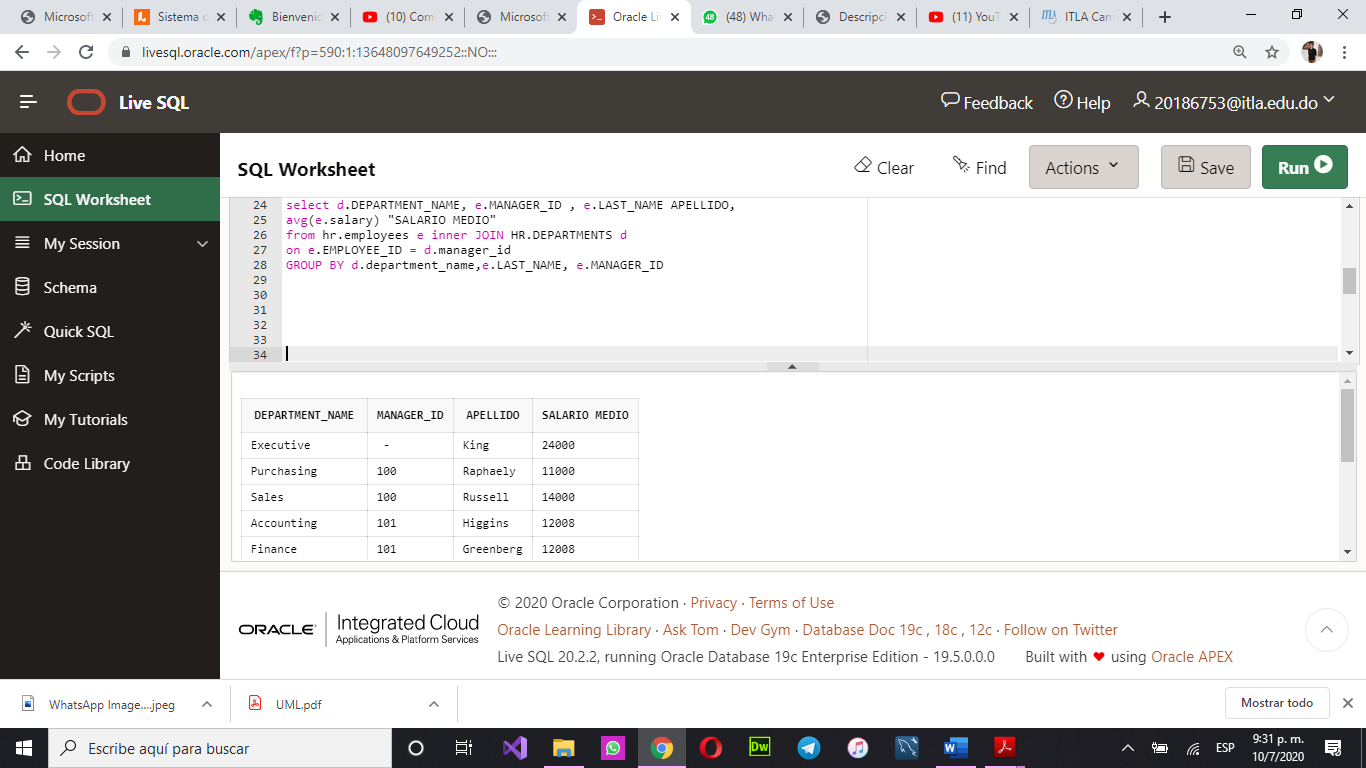 Microsoft
Sistema d
Bienvenid
(10) Com
Microsoft
Oracle Liv
(48) Wha
Descripci
(11) YouT
ITLA Cam
livesql.oracle.com/apex/f?p=590:1:13648097649252::NO:::
Live SQL
Feedback
Help
20186753@itla.edu.do
Home
SQL Worksheet
My Session
Schema
Quick SQL
My Scripts
My Tutorials
Code Library
SQL Worksheet
Clear
Find
Actions
Save
Run
24 select d.DEPARTMENT_NAME, e.MANAGER_ID , e.LAST_NAME APELLIDO,
25 avg(e.salary) "SALARIO MEDIO"
26 from hr.employees e inner JOIN HR.DEPARTMENTS d
27 on e.EMPLOYEE_ID = d.manager_id
28 GROUP BY d.department_name,e.LAST_NAME, e.MANAGER_ID
29
30
31
32
33
34
DEPARTMENT_NAME MANAGER_ID APELLIDO SALARIO MEDIO
Executive - King 24000
Purchasing 100 Raphaely 11000
Sales 100 Russell 14000
Accounting 101 Higgins 12008
Finance 101 Greenberg 12008
ORACLE Integrated Cloud
Applications & Platform Services
© 2020 Oracle Corporation · Privacy · Terms of Use
Oracle Learning Library · Ask Tom · Dev Gym · Database Doc 19c , 18c , 12c · Follow on Twitter
Live SQL 20.2.2, running Oracle Database 19c Enterprise Edition - 19.5.0.0.0 Built with ❤ using Oracle APEX
WhatsApp Image....jpeg
UML.pdf
Mostrar todo
Escribe aquí para buscar
Dw
ESP
9:31 p. m.
10/7/2020